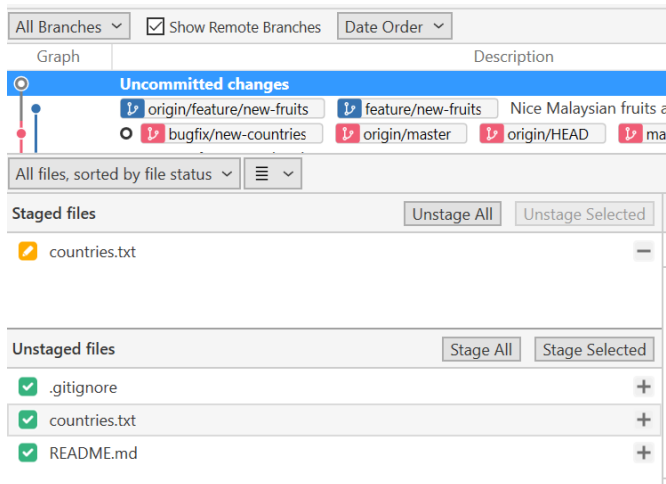 All Branches Show Remote Branches Date Order
Graph Description
Uncommitted changes
origin/feature/new-fruits feature/new-fruits Nice Malaysian fruits a
bugfix/new-countries origin/master origin/HEAD ma
All files, sorted by file status
Staged files Unstage All Unstage Selected
countries.txt
Unstaged files Stage All Stage Selected
.gitignore
countries.txt
README.md